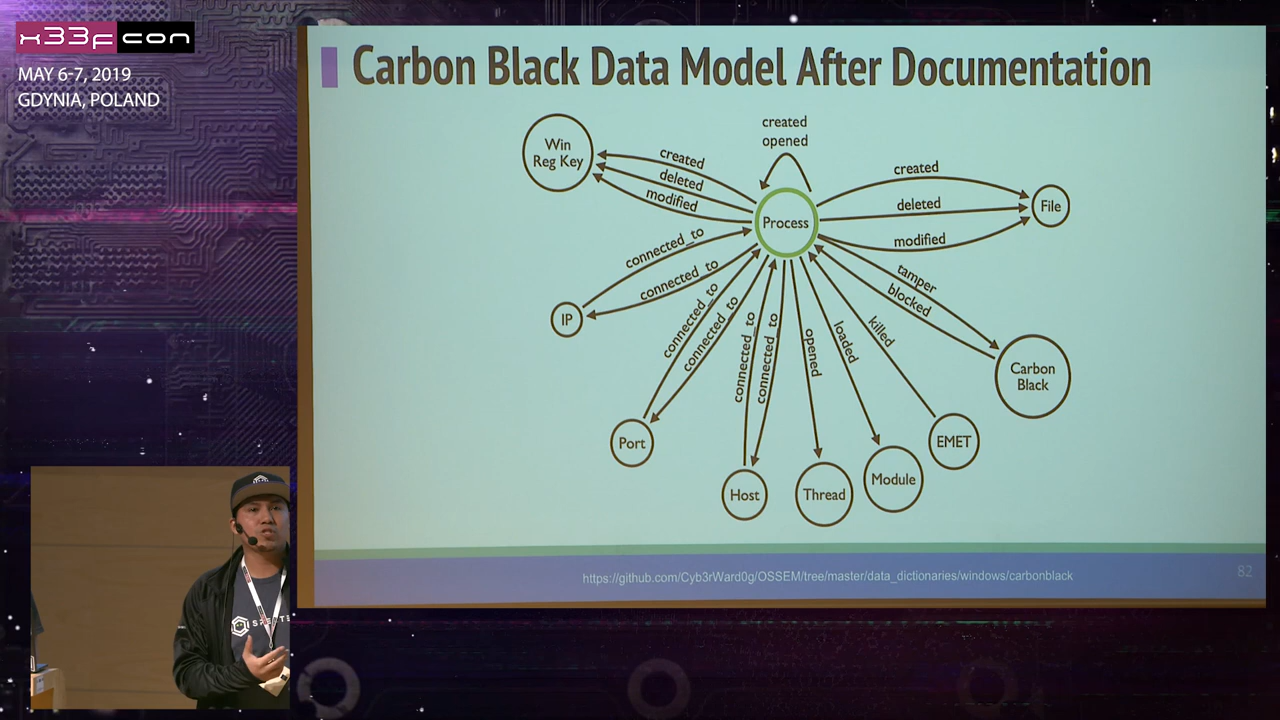 x33fcon
MAY 6-7, 2019
GDYNIA, POLAND
Carbon Black Data Model After Documentation
created
opened
Win
Reg Key
created
deleted
modified
Process
created
deleted
modified
File
connected_to
connected_to
IP
tamper
blocked
Carbon
Black
connected_to
connected_to
Port
connected_to
connected_to
Host
opened
Thread
loaded
Module
killed
EMET
https://github.com/Cyb3rWard0g/OSSEM/tree/master/data_dictionaries/windows/carbonblack
82